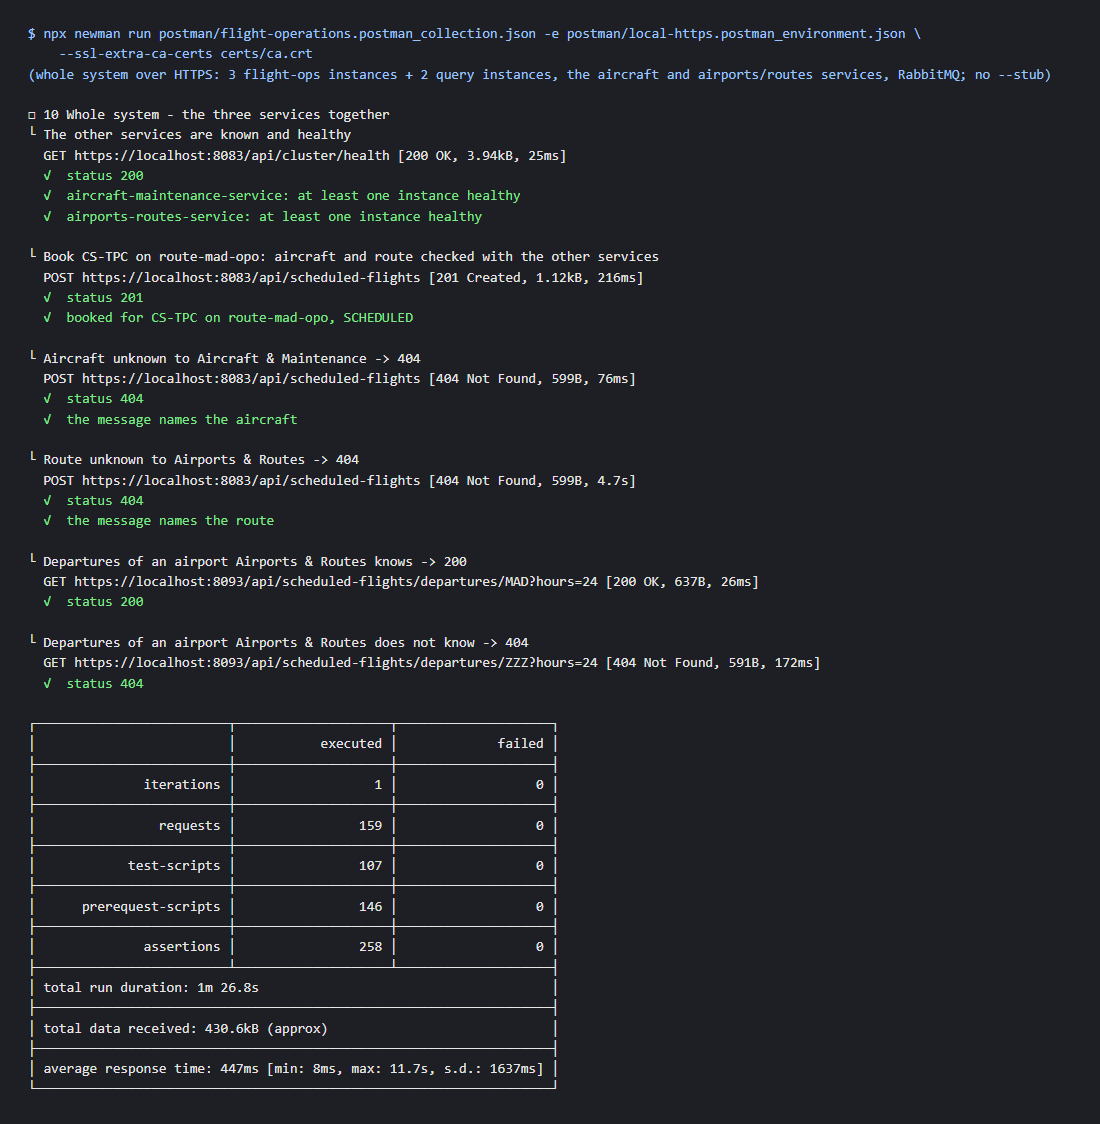 $ npx newman run postman/flight-operations.postman_collection.json -e postman/local-https.postman_environment.json \
--ssl-extra-ca-certs certs/ca.crt
(whole system over HTTPS: 3 flight-ops instances + 2 query instances, the aircraft and airports/routes services, RabbitMQ; no --stub)
□ 10 Whole system - the three services together
└ The other services are known and healthy
GET https://localhost:8083/api/cluster/health [200 OK, 3.94kB, 25ms]
√ status 200
√ aircraft-maintenance-service: at least one instance healthy
√ airports-routes-service: at least one instance healthy
└ Book CS-TPC on route-mad-opo: aircraft and route checked with the other services
POST https://localhost:8083/api/scheduled-flights [201 Created, 1.12kB, 216ms]
√ status 201
√ booked for CS-TPC on route-mad-opo, SCHEDULED
└ Aircraft unknown to Aircraft & Maintenance -> 404
POST https://localhost:8083/api/scheduled-flights [404 Not Found, 599B, 76ms]
√ status 404
√ the message names the aircraft
└ Route unknown to Airports & Routes -> 404
POST https://localhost:8083/api/scheduled-flights [404 Not Found, 599B, 4.7s]
√ status 404
√ the message names the route
└ Departures of an airport Airports & Routes knows -> 200
GET https://localhost:8093/api/scheduled-flights/departures/MAD?hours=24 [200 OK, 637B, 26ms]
√ status 200
└ Departures of an airport Airports & Routes does not know -> 404
GET https://localhost:8093/api/scheduled-flights/departures/ZZZ?hours=24 [404 Not Found, 591B, 172ms]
√ status 404
executed failed
iterations 1 0
requests 159 0
test-scripts 107 0
prerequest-scripts 146 0
assertions 258 0
total run duration: 1m 26.8s
total data received: 430.6kB (approx)
average response time: 447ms [min: 8ms, max: 11.7s, s.d.: 1637ms]